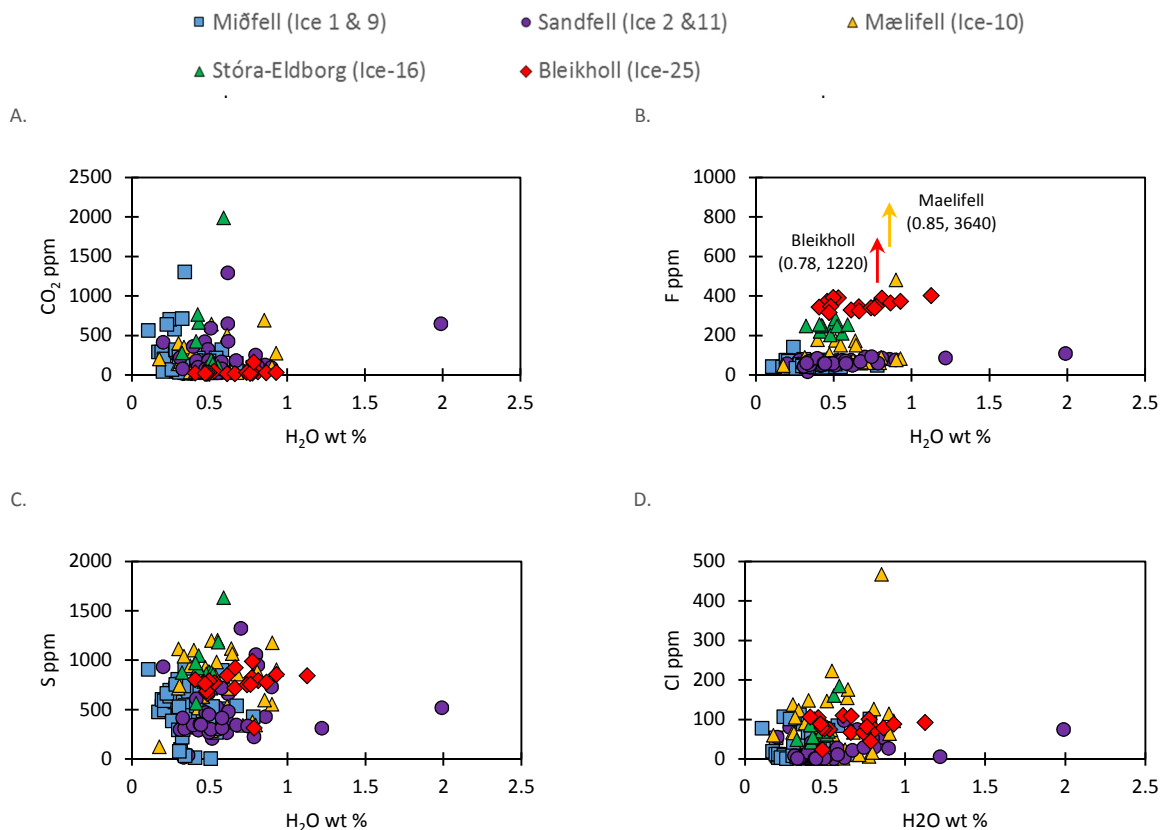 Miðfell (Ice 1 & 9) Sandfell (Ice 2 &11) Mælifell (Ice-10)
Stóra-Eldborg (Ice-16) Bleikholl (Ice-25)
A. B.
2500
2000
1500
1000
500
0
CO₂ ppm
0 0.5 1 1.5 2 2.5
H₂O wt %
1000
800
600
400
200
0
F ppm
Maelifell
(0.85, 3640)
Bleikholl
(0.78, 1220)
0 0.5 1 1.5 2 2.5
H₂O wt %
C. D.
2000
1500
1000
500
0
S ppm
0 0.5 1 1.5 2 2.5
H₂O wt %
500
400
300
200
100
0
Cl ppm
0 0.5 1 1.5 2 2.5
H2O wt %